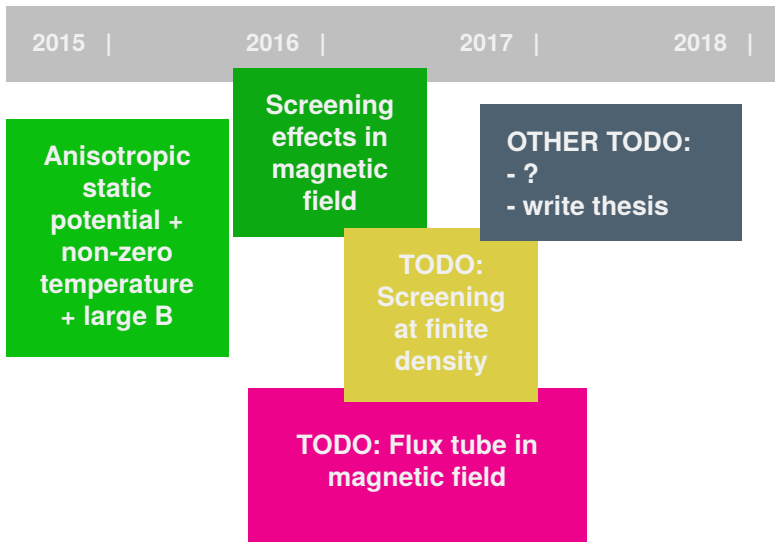 2015 | 2016 | 2017 | 2018 |
Screening
effects in
magnetic
field
Anisotropic
static
potential +
non-zero
temperature
+ large B
OTHER TODO:
- ?
- write thesis
TODO:
Screening
at finite
density
TODO: Flux tube in
magnetic field